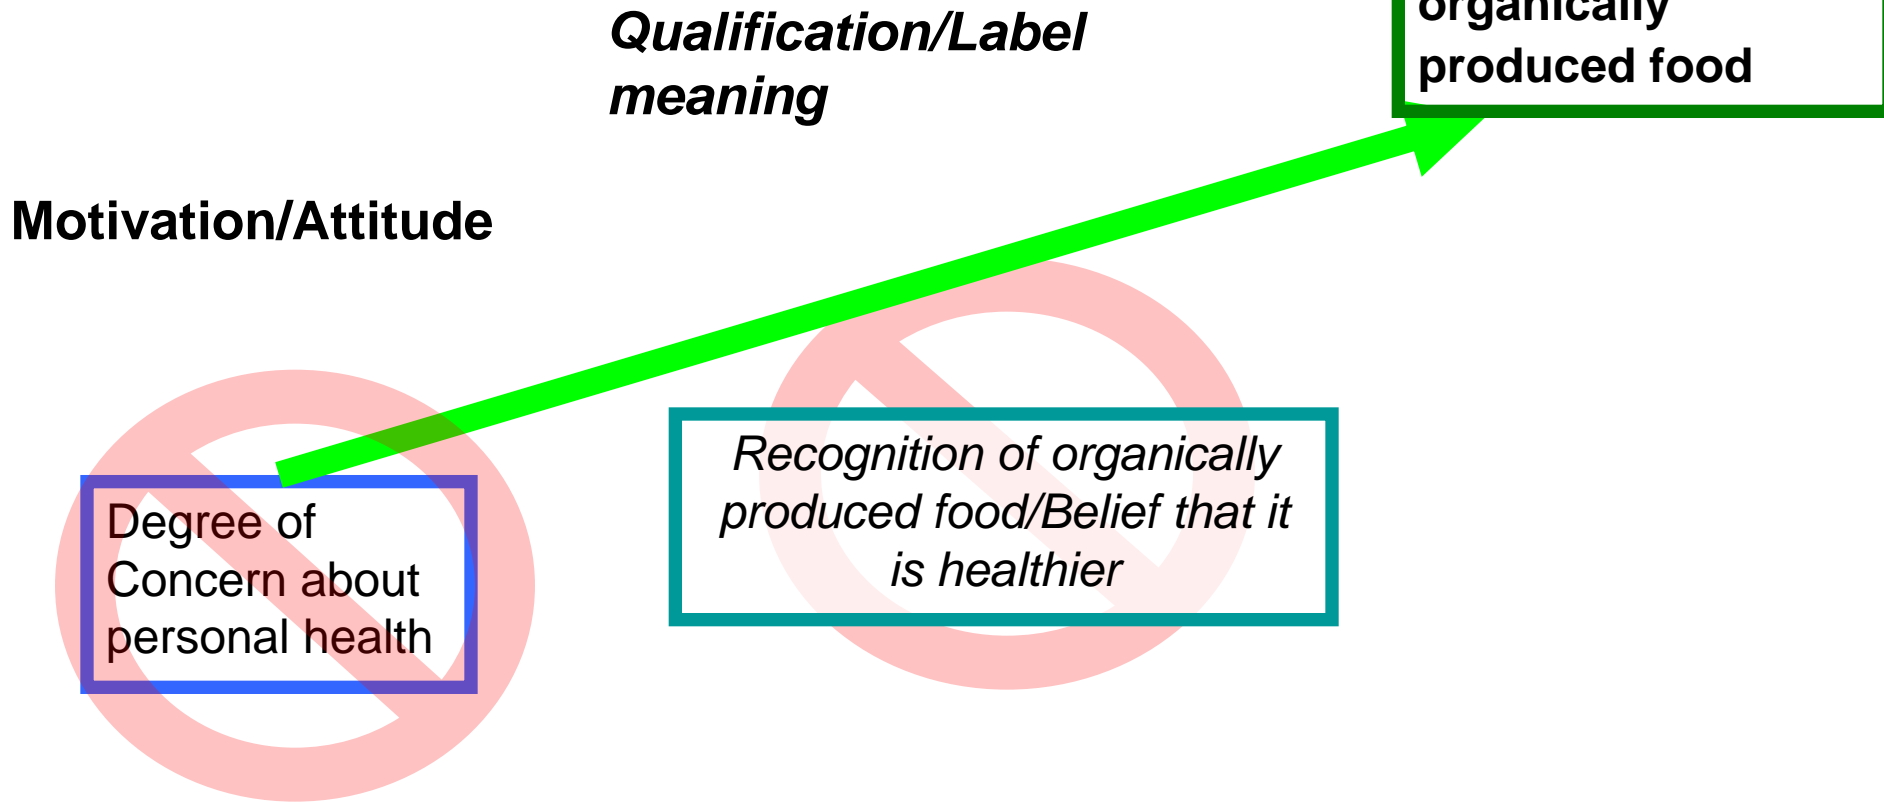 Qualification/Label
meaning
organically
produced food
Motivation/Attitude
Degree of
Concern about
personal health
Recognition of organically
produced food/Belief that it
is healthier